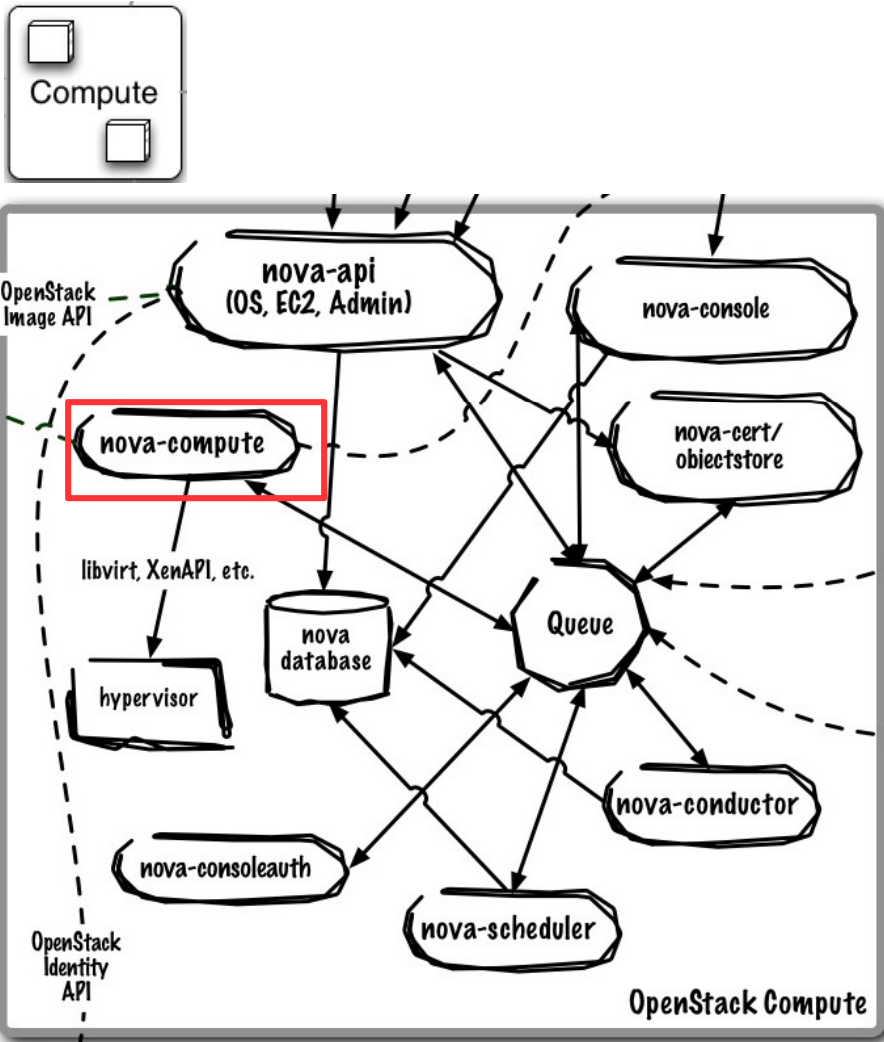 Compute
nova-api
(OS, EC2, Admin)
OpenStack
Image API
nova-console
nova-compute
nova-cert/
objectstore
libvirt, XenAPI, etc.
Queue
nova
database
hypervisor
nova-conductor
nova-consoleauth
nova-scheduler
OpenStack
Identity
API
OpenStack Compute